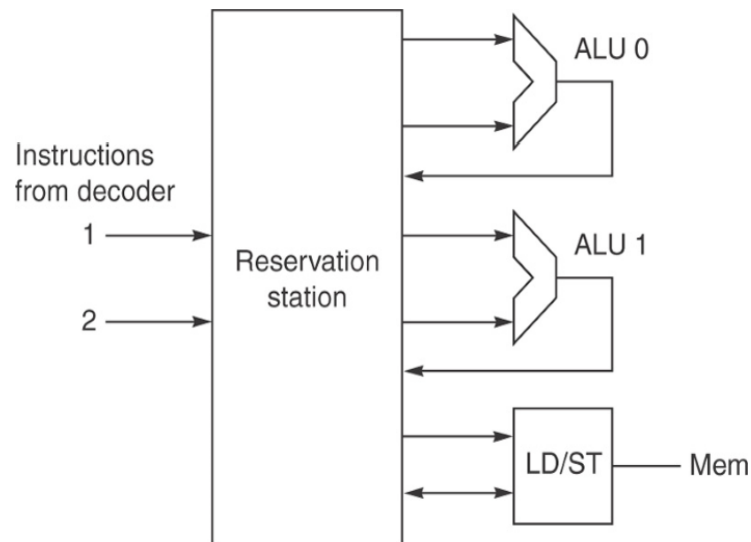 ALU 0
Instructions
from decoder
1
2
Reservation
station
ALU 1
LD/ST
Mem